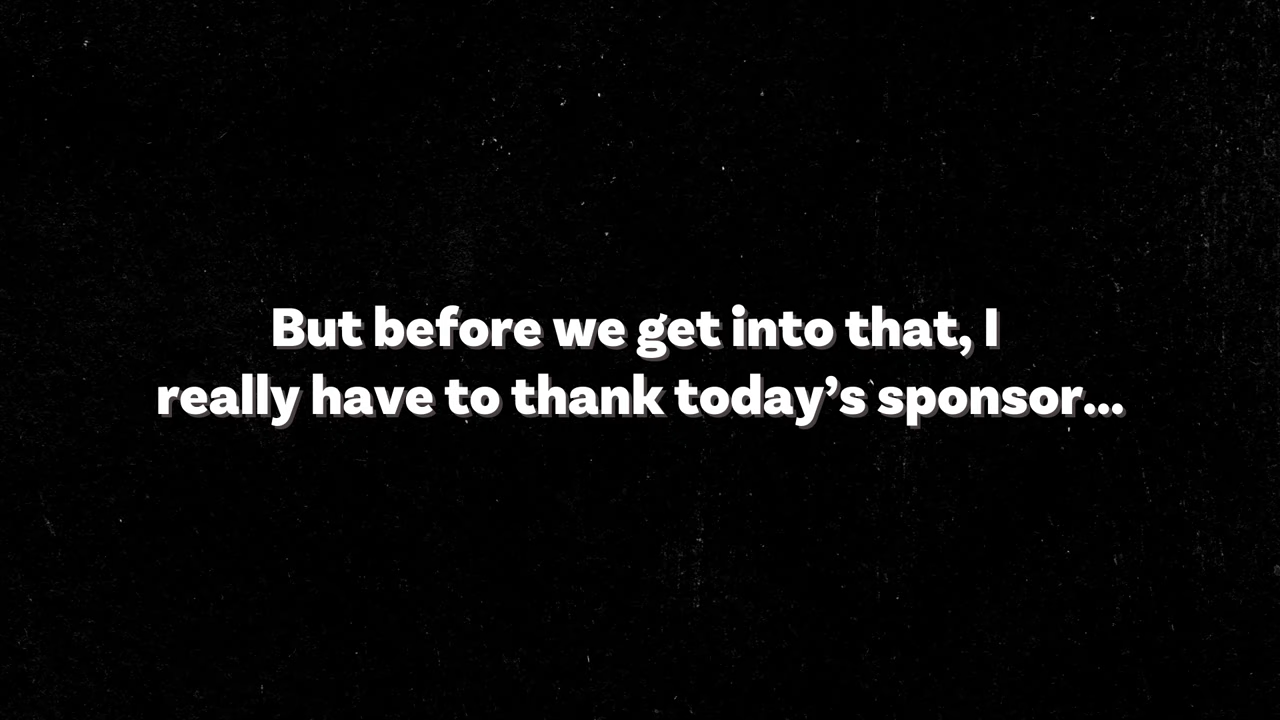 But before we get into that, I
really have to thank today’s sponsor...